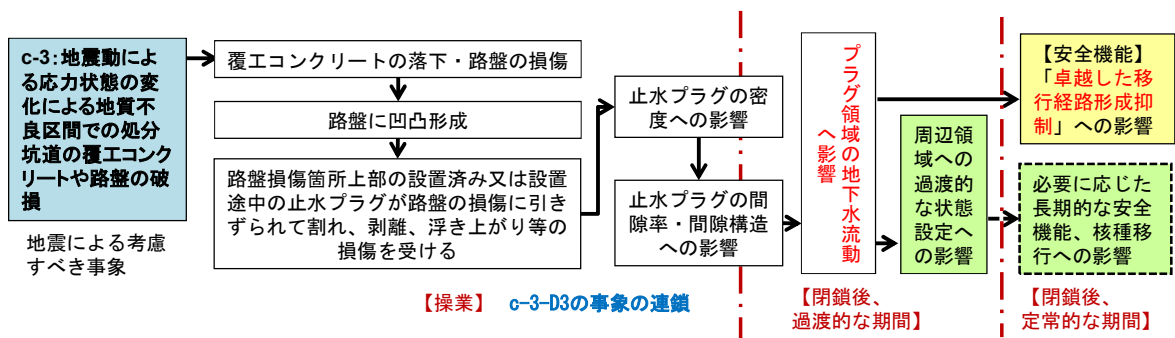 c-3:地震動によ
る応力状態の変
化による地質不
良区間での処分
坑道の覆工コンク
リートや路盤の破
損
地震による考慮
すべき事象
覆工コンクリートの落下・路盤の損傷
路盤に凹凸形成
路盤損傷箇所上部の設置済み又は設置
途中の止水プラグが路盤の損傷に引き
ずられて割れ、剥離、浮き上がり等の
損傷を受ける
止水プラグの密
度への影響
止水プラグの間
隙率・間隙構造
への影響
【操業】 c-3-D3の事象の連鎖
プラグ領域の地下水流動
へ影響
周辺領
域への
過渡的
な状態
設定へ
の影響
【閉鎖後、
過渡的な期間】
【安全機能】
「卓越した移
行経路形成抑
制」への影響
必要に応じた
長期的な安全
機能、核種移
行への影響
【閉鎖後、
定常的な期間】